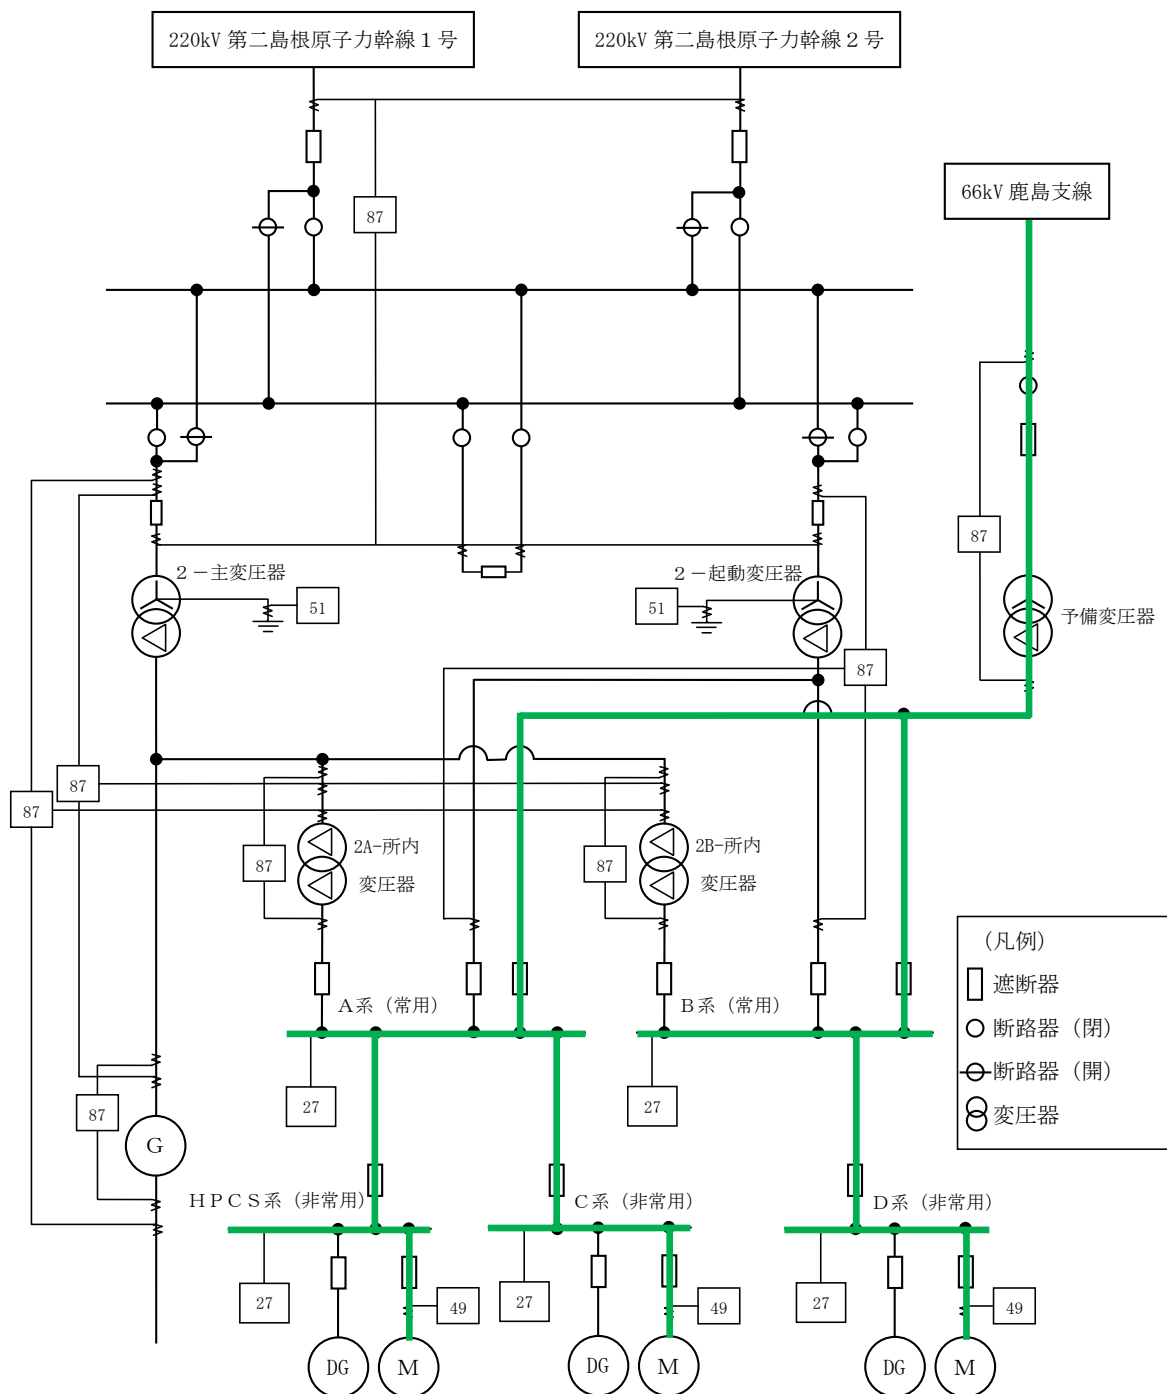 220kV 第二島根原子力幹線１号
220kV 第二島根原子力幹線２号
66kV 鹿島支線
87
87
２－主変圧器
51
２－起動変圧器
51
予備変圧器
87
87
87
87
2A-所内
変圧器
87
2B-所内
変圧器
A系（常用）
B系（常用）
(凡例)
遮断器
断路器（閉）
断路器（開）
変圧器
27
27
87
G
ＨＰＣＳ系（非常用）
Ｃ系（非常用）
Ｄ系（非常用）
27
49
27
49
27
49
DG
M
DG
M
DG
M